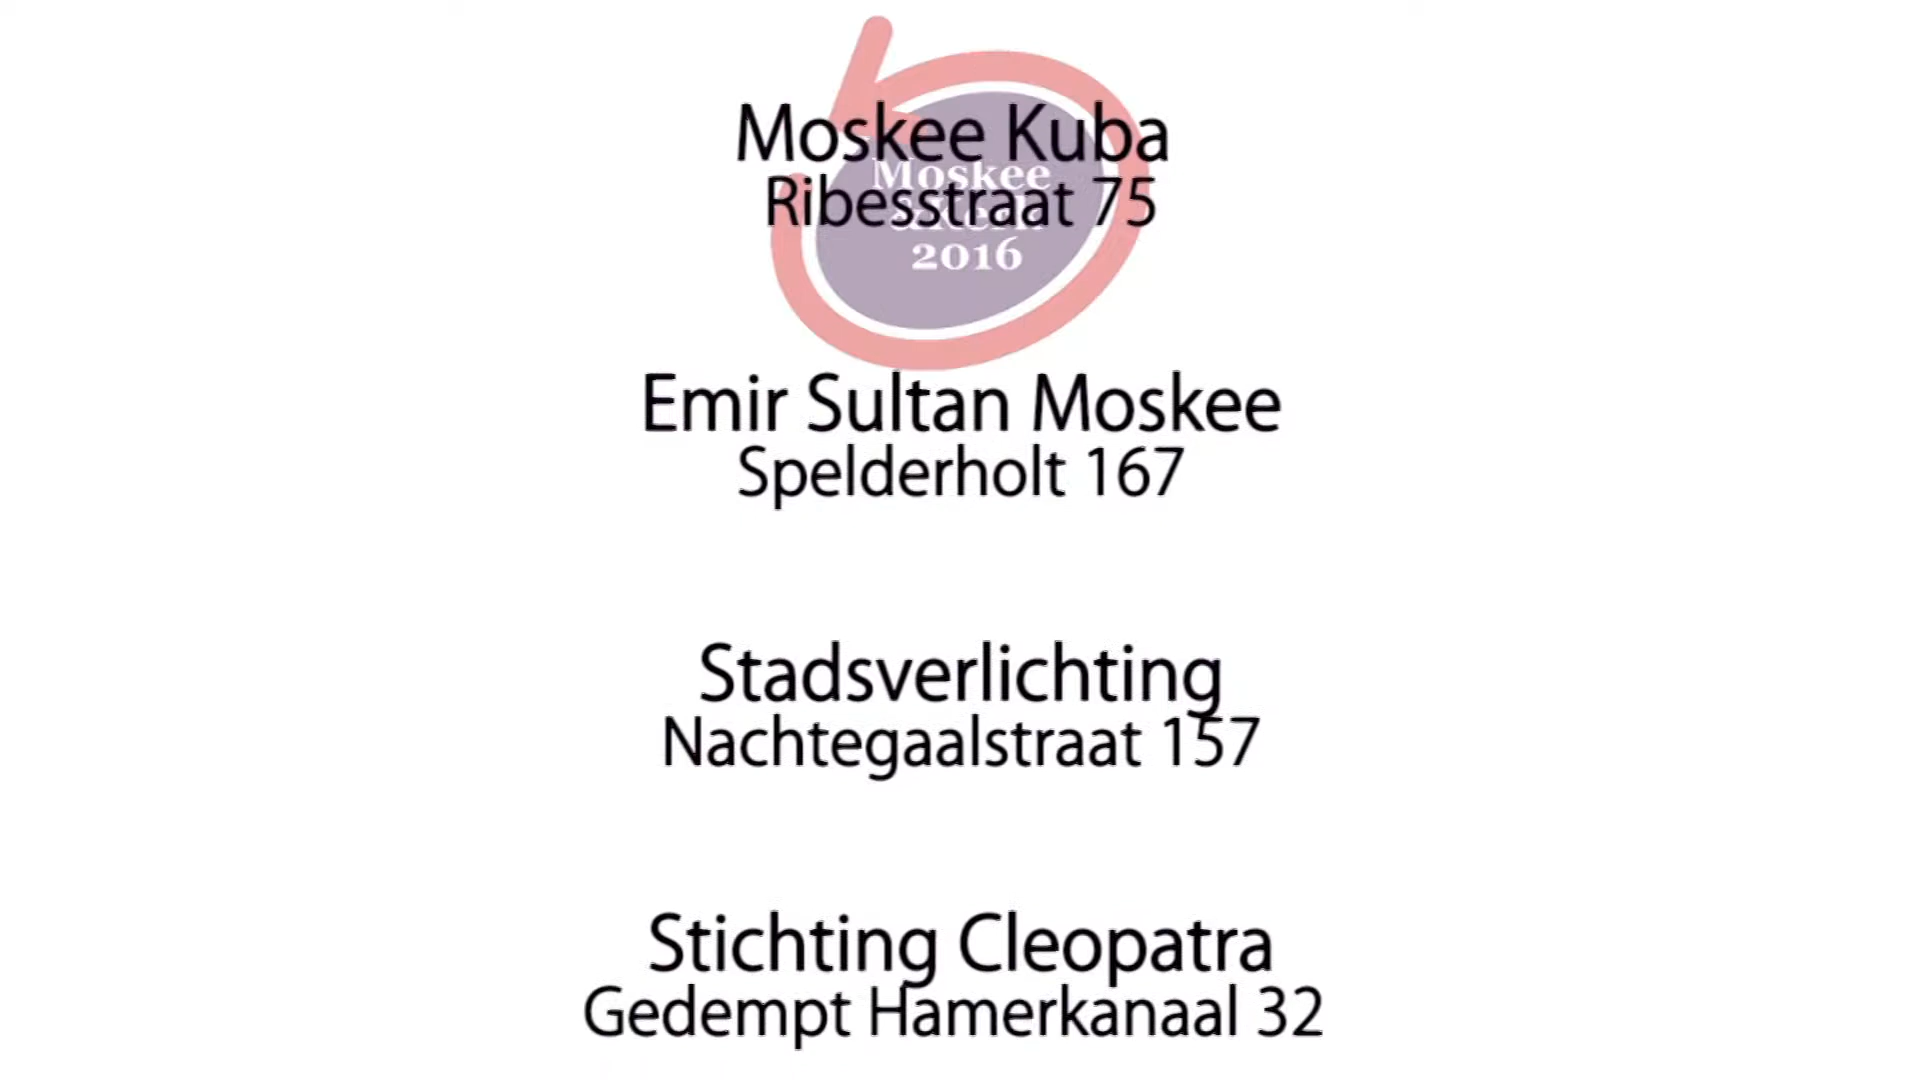 Moskee Kuba
Moskee
Ribesstraat 75
&Kerk
2016
Emir Sultan Moskee
Spelderholt 167
Stadsverlichting
Nachtegaalstraat 157
Stichting Cleopatra
Gedempt Hamerkanaal 32